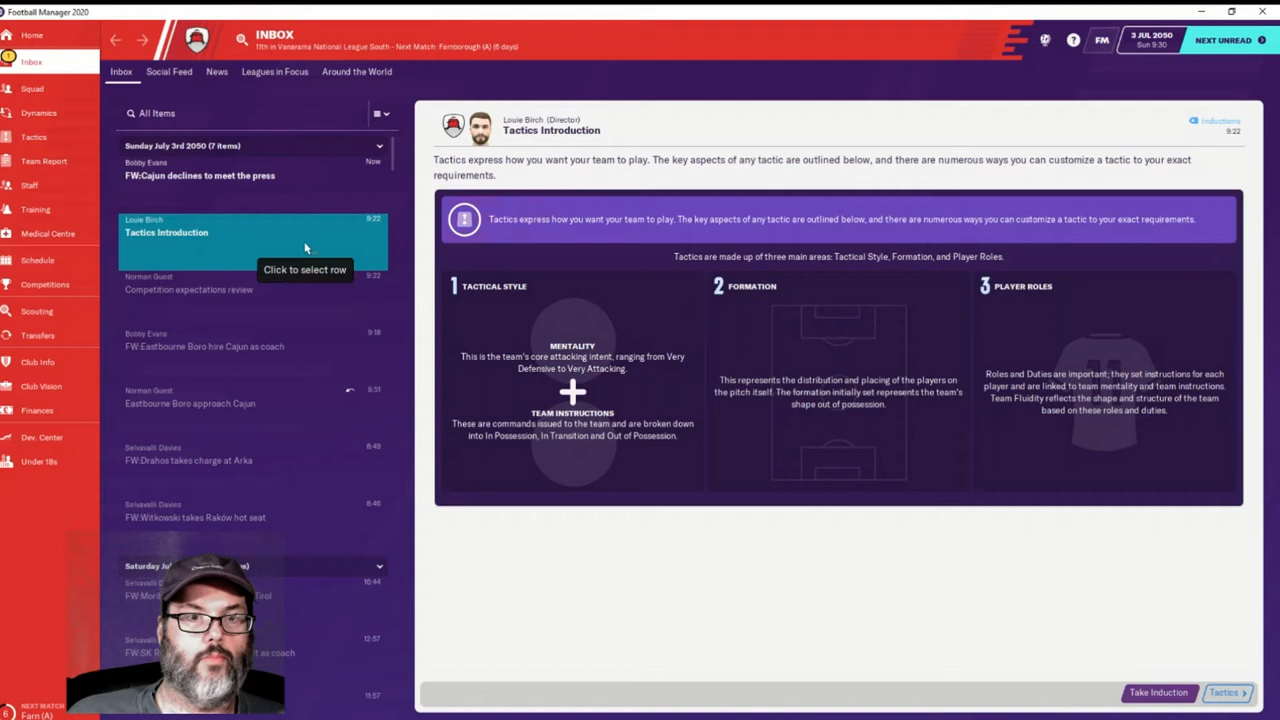 Football Manager 2020
Home
Inbox
Squad
Dynamics
Tactics
Team Report
Staff
Training
Medical Centre
Schedule
Competitions
Scouting
Transfers
Club Info
Club Vision
Finances
Dev. Center
Under 18s
NEXT MATCH
Farn (A)
6
INBOX
11th in Vanarama National League South - Next Match: Farnborough (A) (6 days)
FM
3 JUL 2050
Sun 9:30
NEXT UNREAD
Inbox Social Feed News Leagues in Focus Around the World
All Items
Sunday July 3rd 2050 (7 items)
Bobby Evans Now
FW:Cajun declines to meet the press
Louie Birch 9:22
Tactics Introduction
Click to select row
Norman Guest 9:22
Competition expectations review
Bobby Evans 9:18
FW:Eastbourne Boro hire Cajun as coach
Norman Guest 8:51
Eastbourne Boro approach Cajun
Selvavalli Davies 8:49
FW:Drahos takes charge at Arka
Selvavalli Davies 8:46
FW:Witkowski takes Raków hot seat
Saturday
16:44
Tirol
12:57
as coach
11:57
Louie Birch (Director)
Tactics Introduction
Inductions
9:22
Tactics express how you want your team to play. The key aspects of any tactic are outlined below, and there are numerous ways you can customize a tactic to your exact
requirements.
Tactics express how you want your team to play. The key aspects of any tactic are outlined below, and there are numerous ways you can customize a tactic to your exact requirements.
Tactics are made up of three main areas: Tactical Style, Formation, and Player Roles.
1 TACTICAL STYLE
MENTALITY
This is the team's core attacking intent, ranging from Very
Defensive to Very Attacking.
TEAM INSTRUCTIONS
These are commands issued to the team and are broken down
into In Possession, In Transition and Out of Possession.
2 FORMATION
This represents the distribution and placing of the players on
the pitch itself. The formation initially set represents the team's
shape out of possession.
3 PLAYER ROLES
Roles and Duties are important; they set instructions for each
player and are linked to team mentality and team instructions.
Team Fluidity reflects the shape and structure of the team
based on these roles and duties.
Take Induction
Tactics